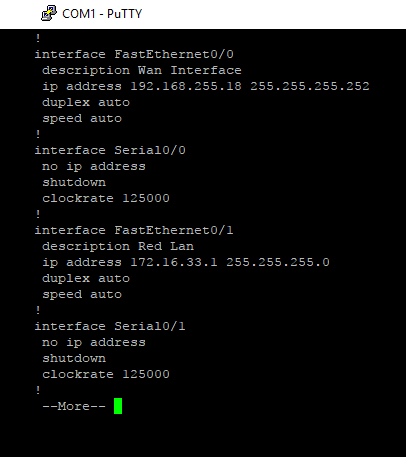 COM1 - PuTTY
!
interface FastEthernet0/0
 description Wan Interface
 ip address 192.168.255.18 255.255.255.252
 duplex auto
 speed auto
!
interface Serial0/0
 no ip address
 shutdown
 clockrate 125000
!
interface FastEthernet0/1
 description Red Lan
 ip address 172.16.33.1 255.255.255.0
 duplex auto
 speed auto
!
interface Serial0/1
 no ip address
 shutdown
 clockrate 125000
!
 --More--